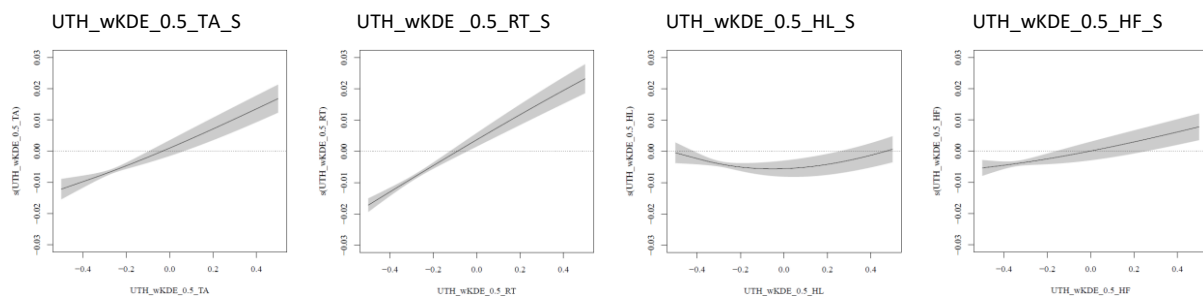 UTH_wKDE_0.5_TA_S
s(UTH_wKDE_0.5_TA)
0.03
0.02
0.01
0.00
−0.01
−0.02
−0.03
−0.4 −0.2 0.0 0.2 0.4
UTH_wKDE_0.5_TA
UTH_wKDE_0.5_RT_S
s(UTH_wKDE_0.5_RT)
0.03
0.02
0.01
0.00
−0.01
−0.02
−0.03
−0.4 −0.2 0.0 0.2 0.4
UTH_wKDE_0.5_RT
UTH_wKDE_0.5_HL_S
s(UTH_wKDE_0.5_HL)
0.03
0.02
0.01
0.00
−0.01
−0.02
−0.03
−0.4 −0.2 0.0 0.2 0.4
UTH_wKDE_0.5_HL
UTH_wKDE_0.5_HF_S
s(UTH_wKDE_0.5_HF)
0.03
0.02
0.01
0.00
−0.01
−0.02
−0.03
−0.4 −0.2 0.0 0.2 0.4
UTH_wKDE_0.5_HF